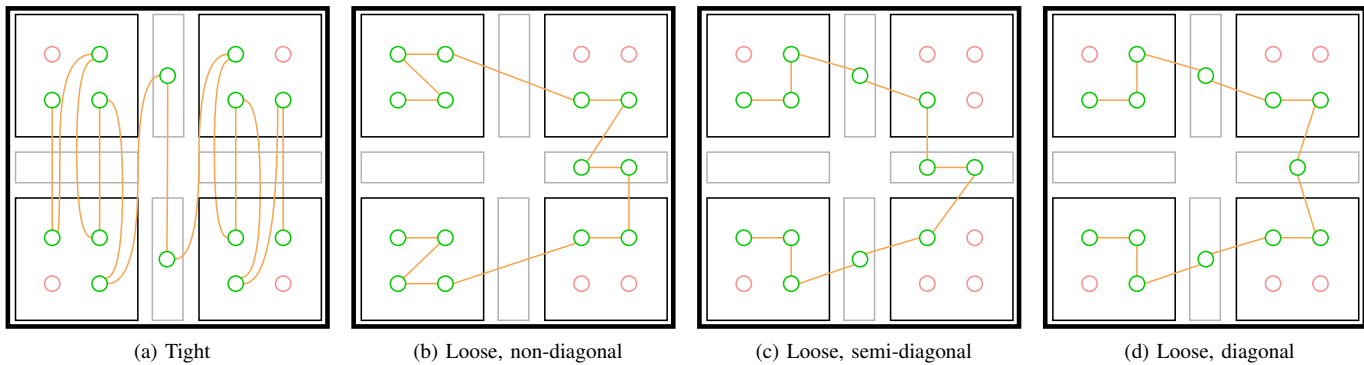 (a) Tight
(b) Loose, non-diagonal
(c) Loose, semi-diagonal
(d) Loose, diagonal